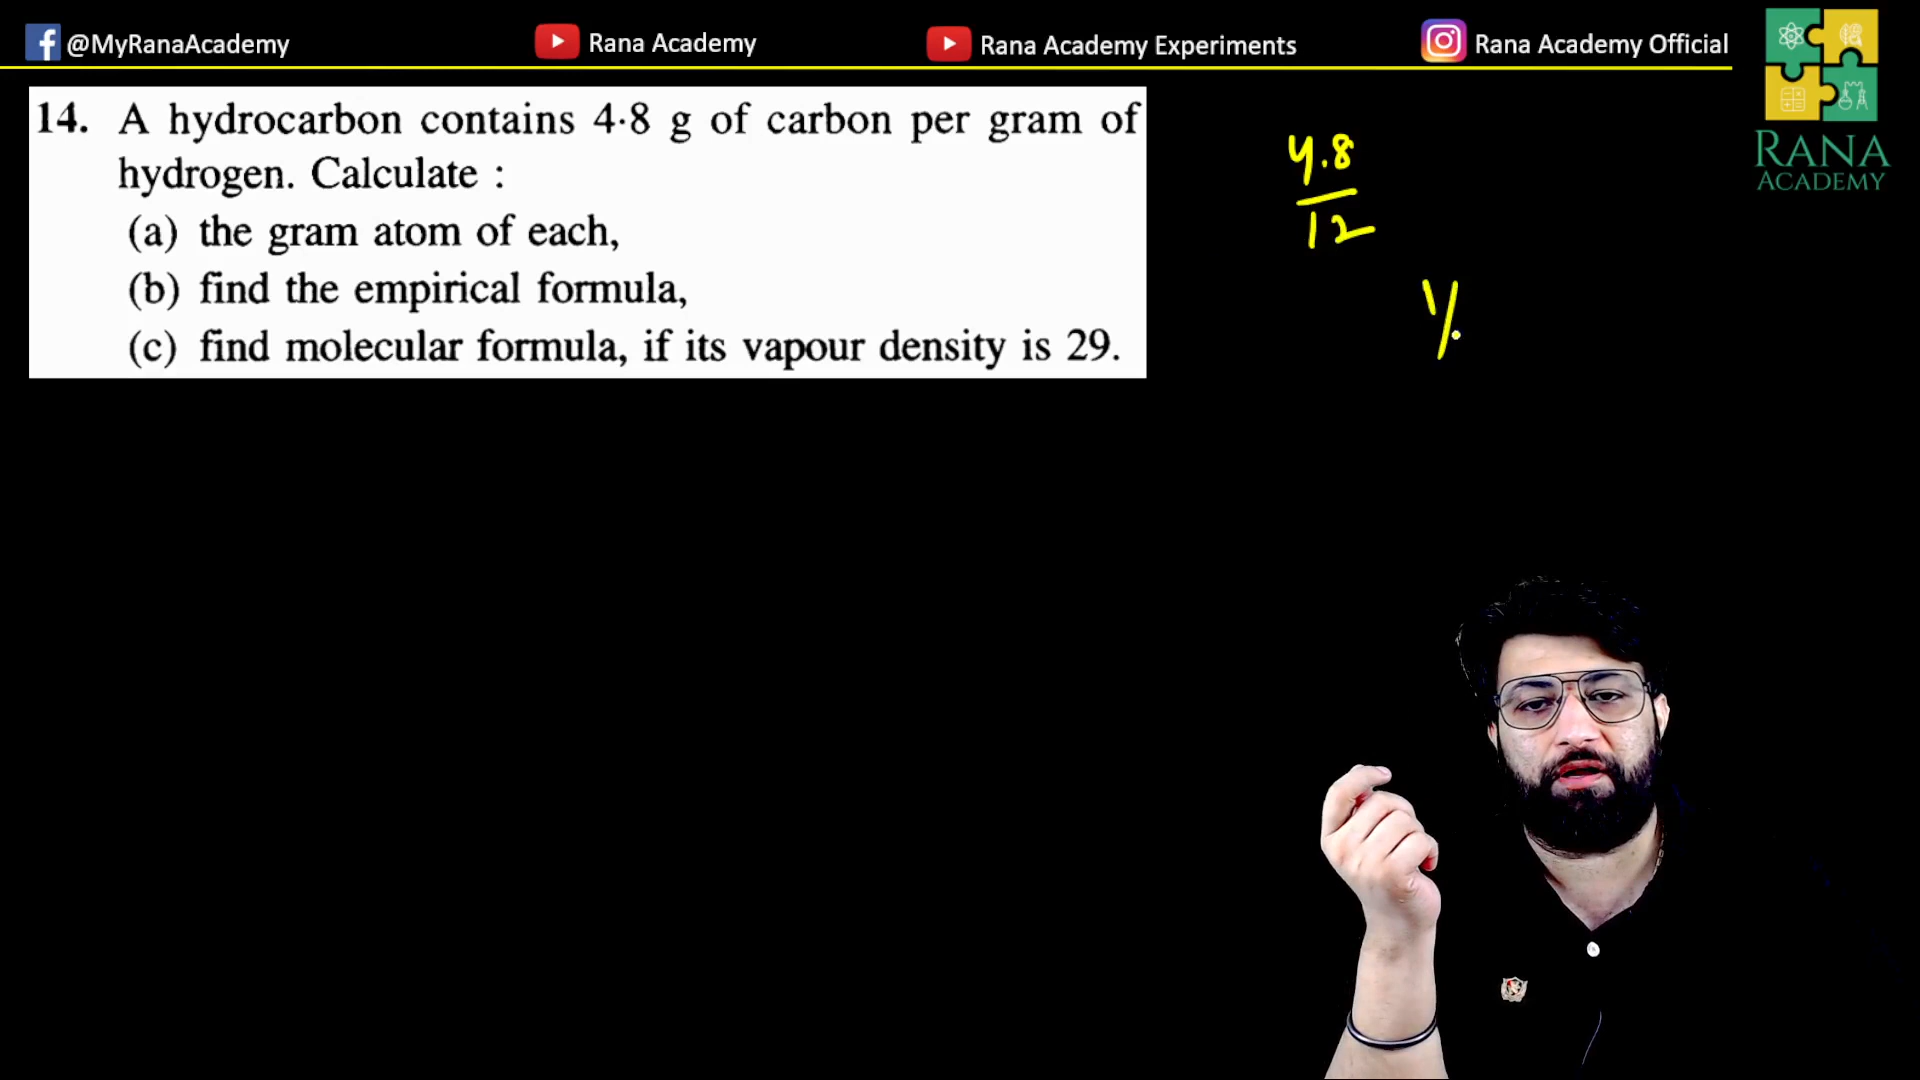 @MyRanaAcademy
Rana Academy
Rana Academy Experiments
Rana Academy Official
RANA
ACADEMY
14. A hydrocarbon contains 4·8 g of carbon per gram of
hydrogen. Calculate :
(a) the gram atom of each,
(b) find the empirical formula,
(c) find molecular formula, if its vapour density is 29.
4.8
12